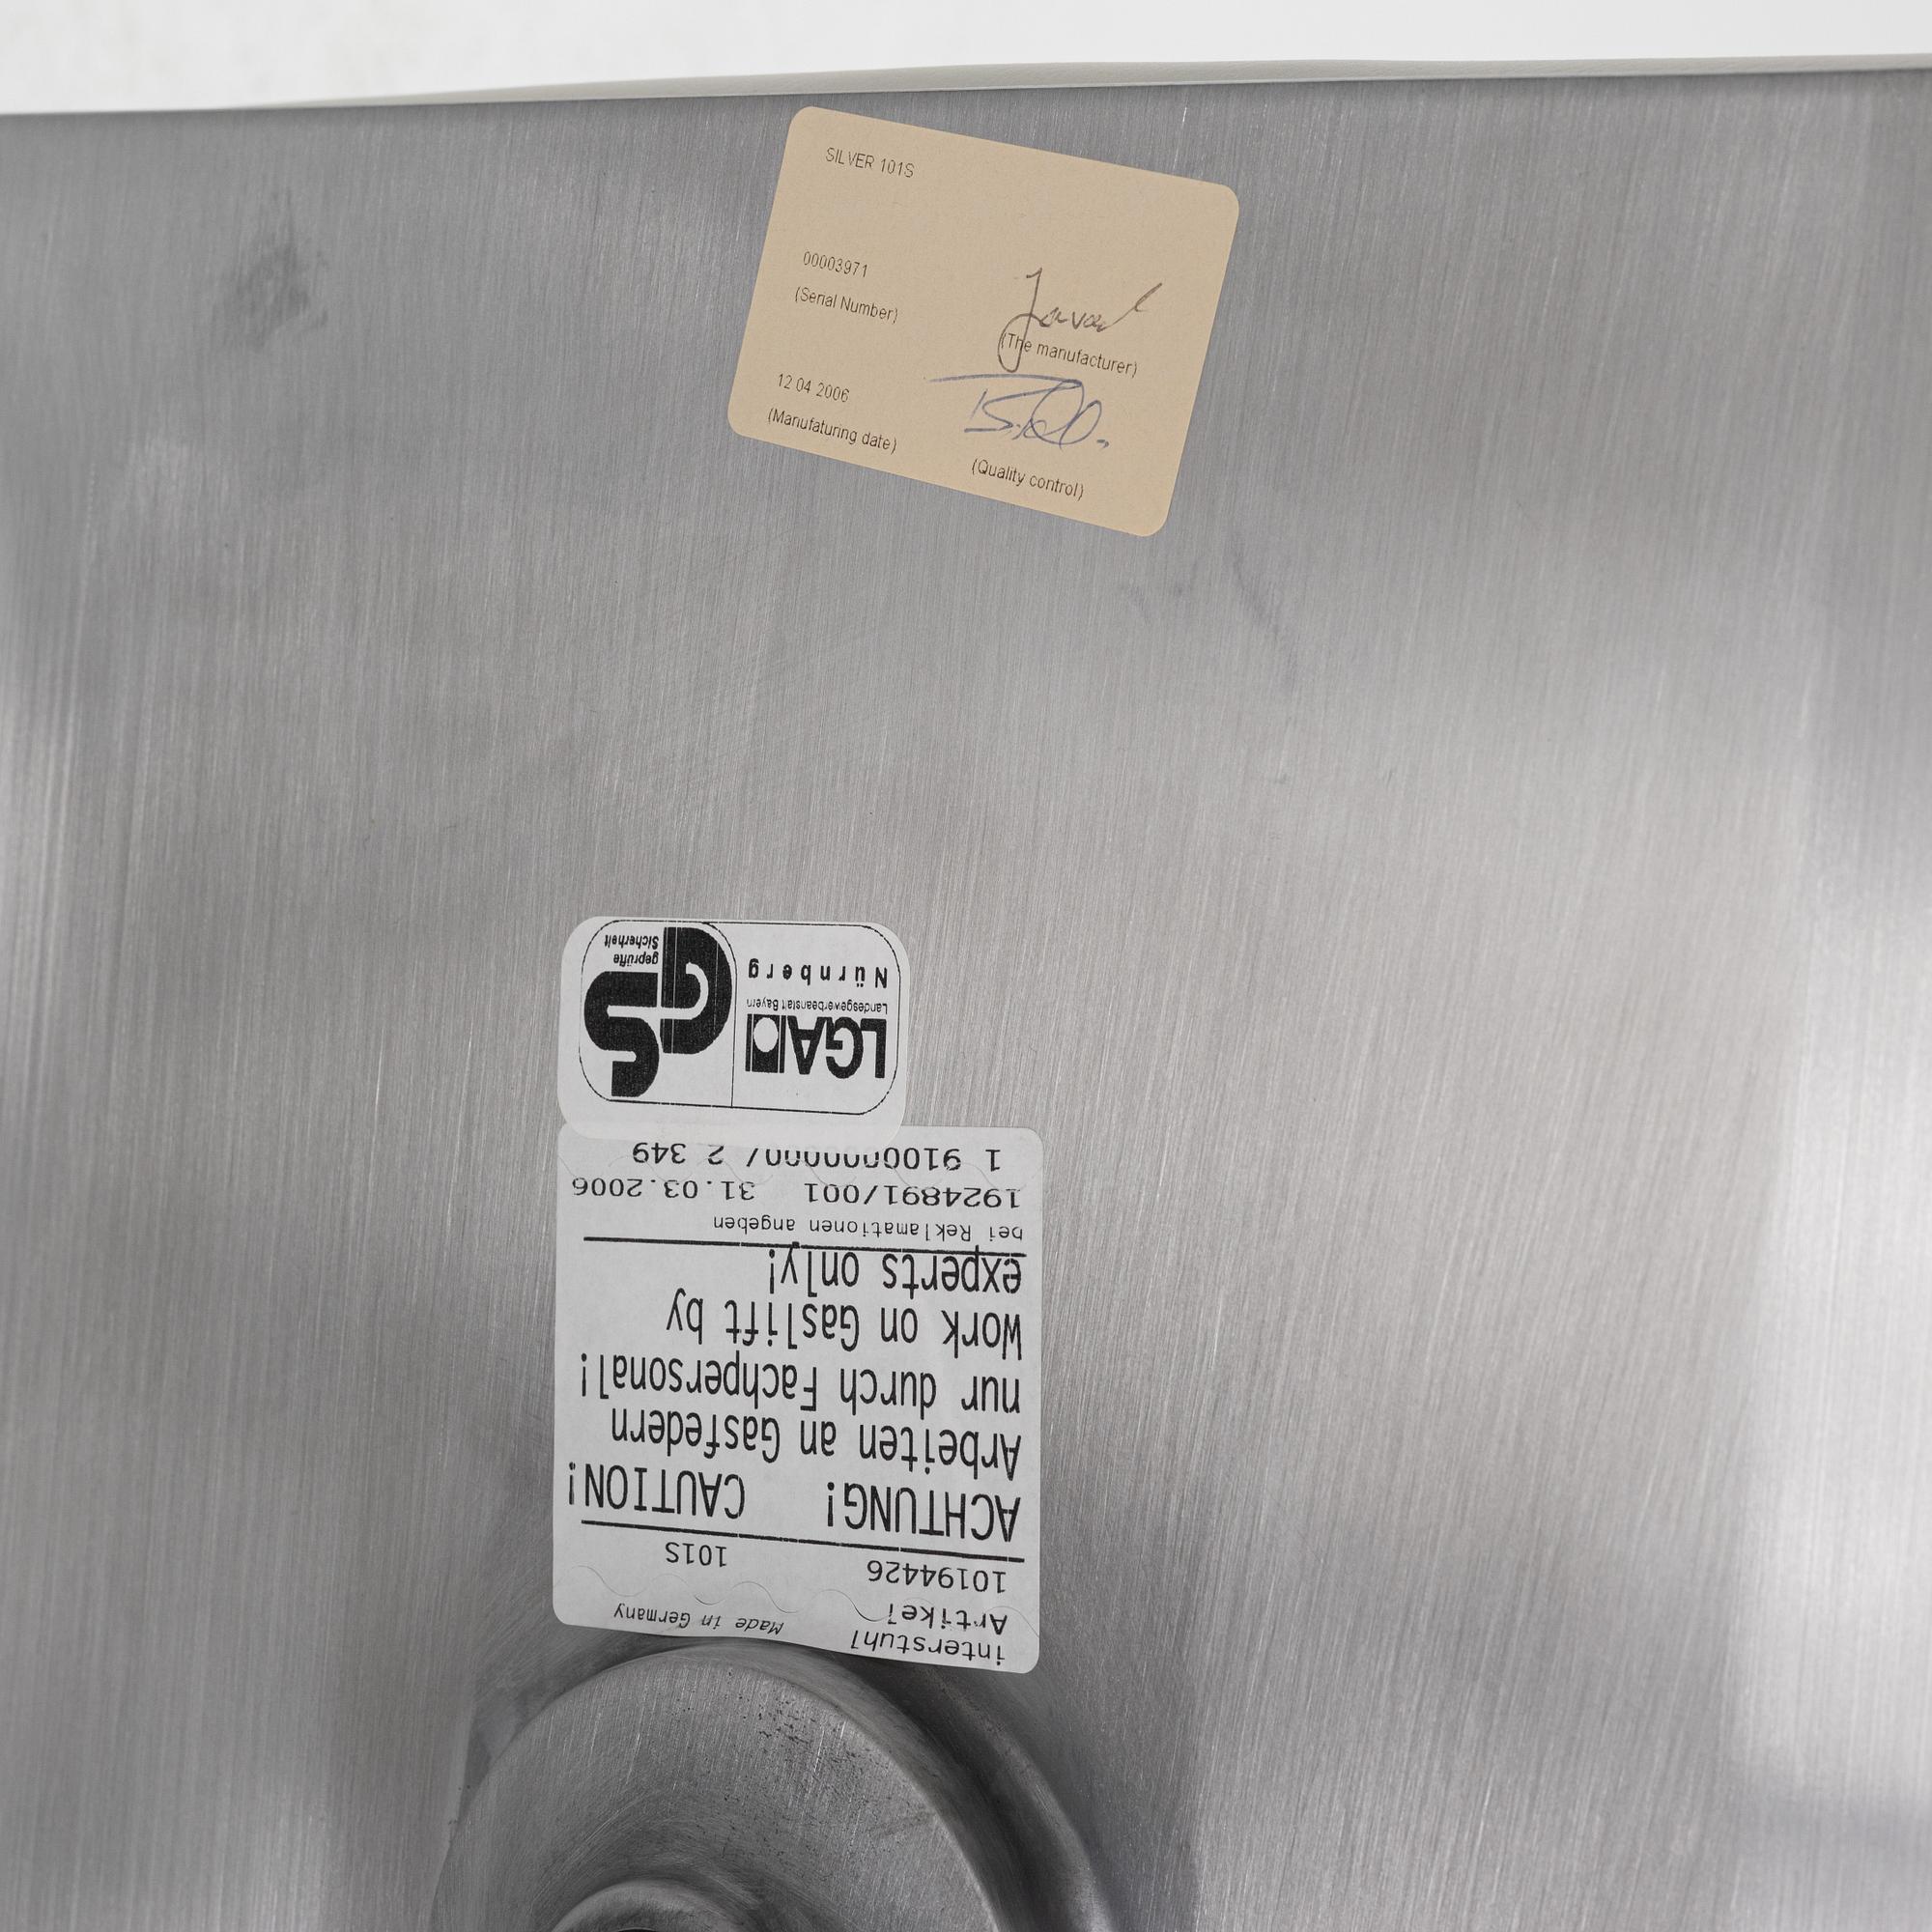 SILVER 101S
00003971
(Serial Number)
(The manufacturer)
12 04 2006
(Manufaturing date)
(Quality control)
interstuhl Made in Germany
Artikel
10194426 101S
ACHTUNG! CAUTION!
Arbeiten an Gasfedern
nur durch Fachpersonal!
Work on Gaslift by
experts only!
bei Reklamationen angeben
1924891/001 31.03.2006
2 349
LGA
Landesgewerbeanstalt Bayern
Nürnberg
GS
geprüfte
Sicherheit